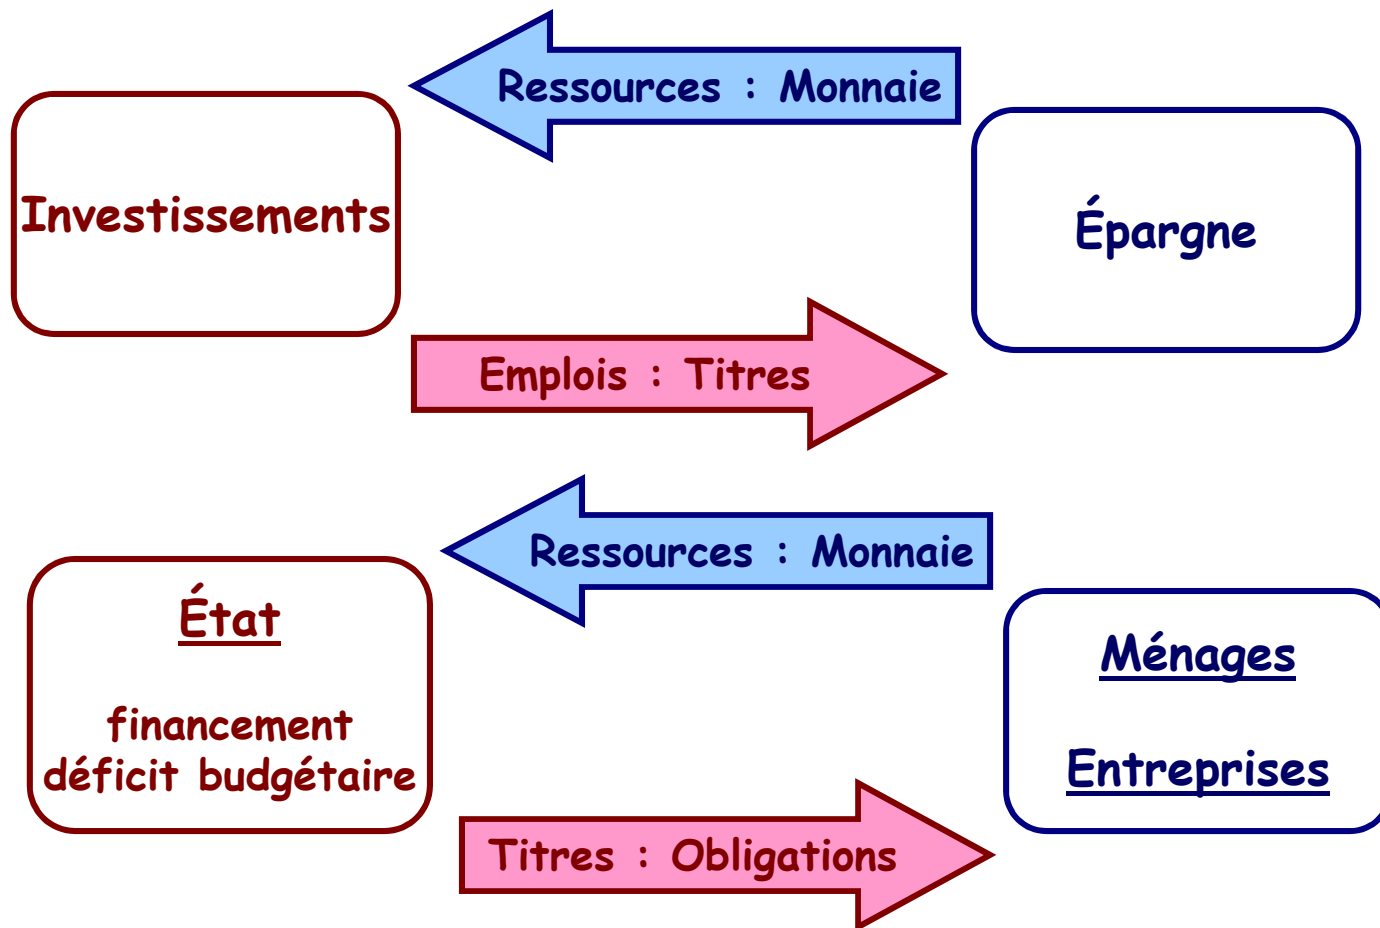 Ressources : Monnaie
Investissements
Épargne
Emplois : Titres
Ressources : Monnaie
État
financement
déficit budgétaire
Ménages
Entreprises
Titres : Obligations